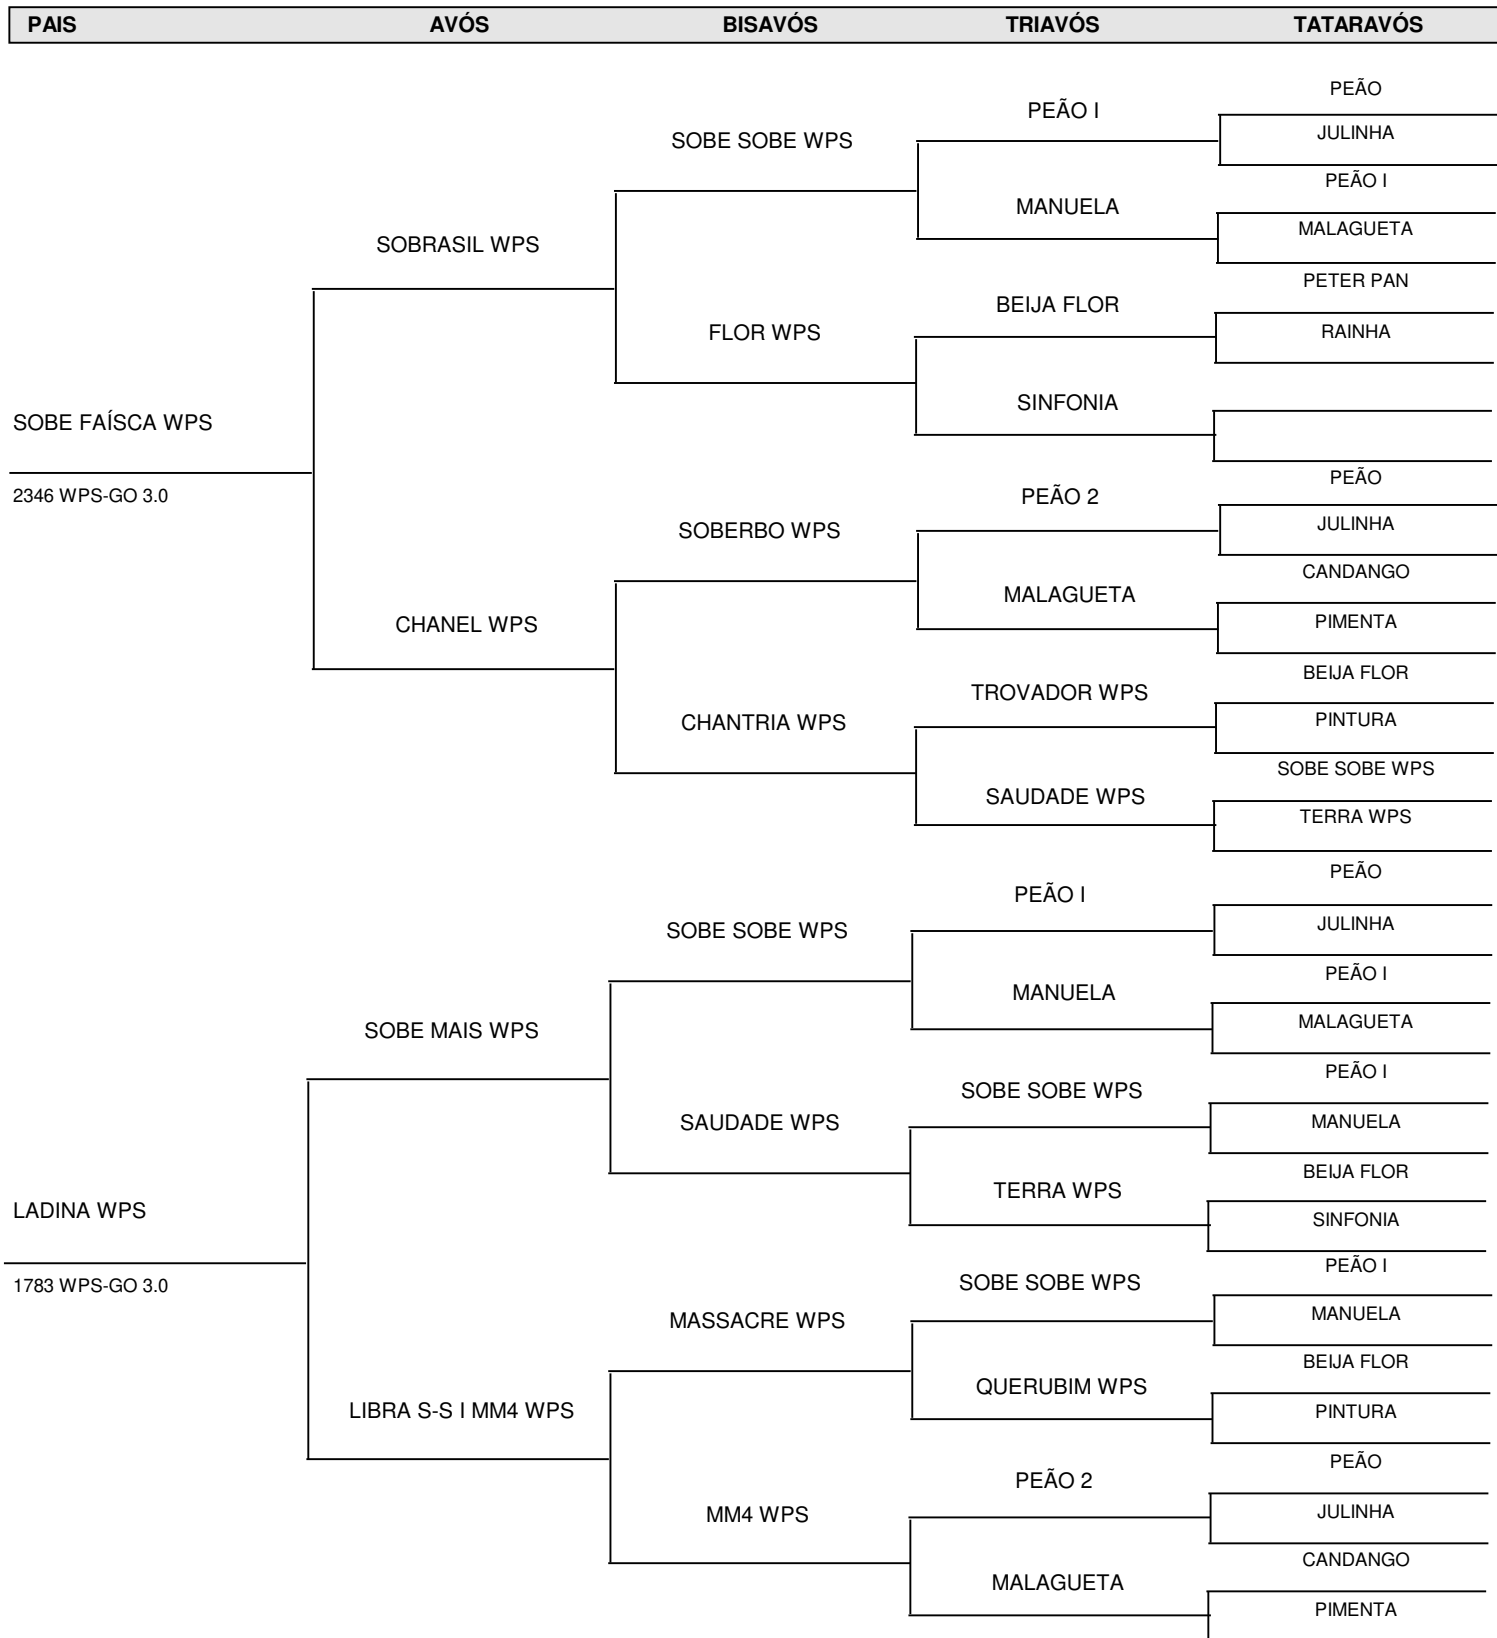 PAIS AVÓS BISAVÓS TRIAVÓS TATARAVÓS
PEÃO
PEÃO I
JULINHA
SOBE SOBE WPS
PEÃO I
MANUELA
MALAGUETA
SOBRASIL WPS
PETER PAN
BEIJA FLOR
RAINHA
FLOR WPS
SINFONIA
SOBE FAÍSCA WPS
PEÃO
2346 WPS-GO 3.0
PEÃO 2
JULINHA
SOBERBO WPS
CANDANGO
MALAGUETA
PIMENTA
CHANEL WPS
BEIJA FLOR
TROVADOR WPS
PINTURA
CHANTRIA WPS
SOBE SOBE WPS
SAUDADE WPS
TERRA WPS
PEÃO
PEÃO I
JULINHA
SOBE SOBE WPS
PEÃO I
MANUELA
MALAGUETA
SOBE MAIS WPS
PEÃO I
SOBE SOBE WPS
MANUELA
SAUDADE WPS
BEIJA FLOR
TERRA WPS
LADINA WPS
SINFONIA
PEÃO I
1783 WPS-GO 3.0
SOBE SOBE WPS
MANUELA
MASSACRE WPS
BEIJA FLOR
QUERUBIM WPS
LIBRA S-S I MM4 WPS
PINTURA
PEÃO
PEÃO 2
JULINHA
MM4 WPS
CANDANGO
MALAGUETA
PIMENTA